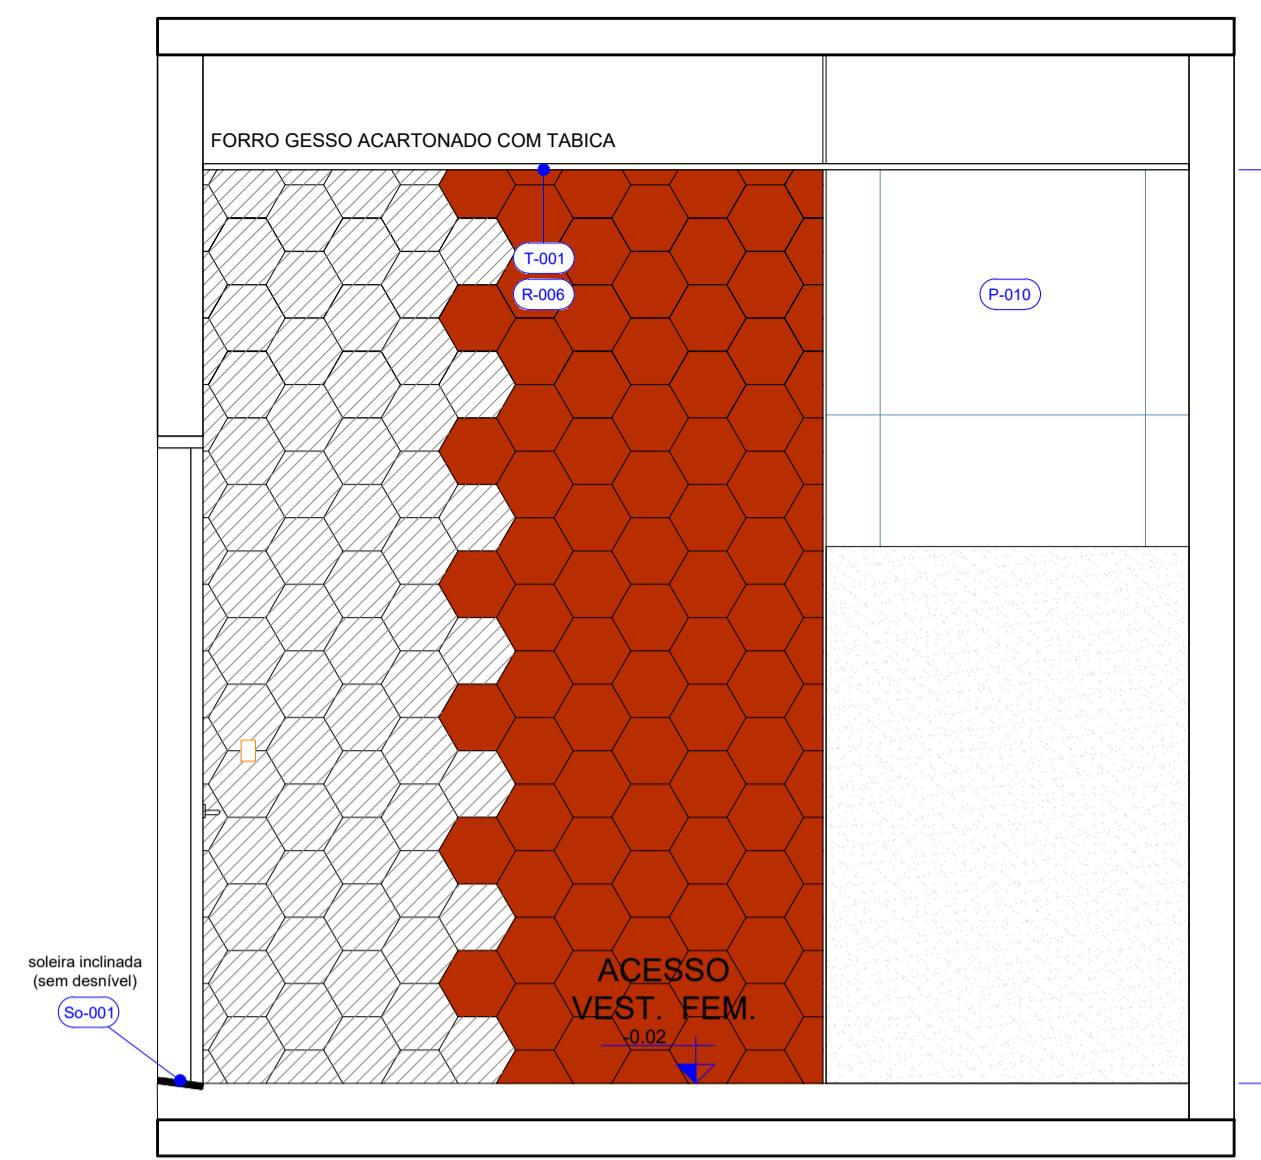 FORRO GESSO ACARTONADO COM TABICA
T-001
R-006
P-010
soleira inclinada
(sem desnível)
So-001
ACESSO
VEST. FEM.
-0.02